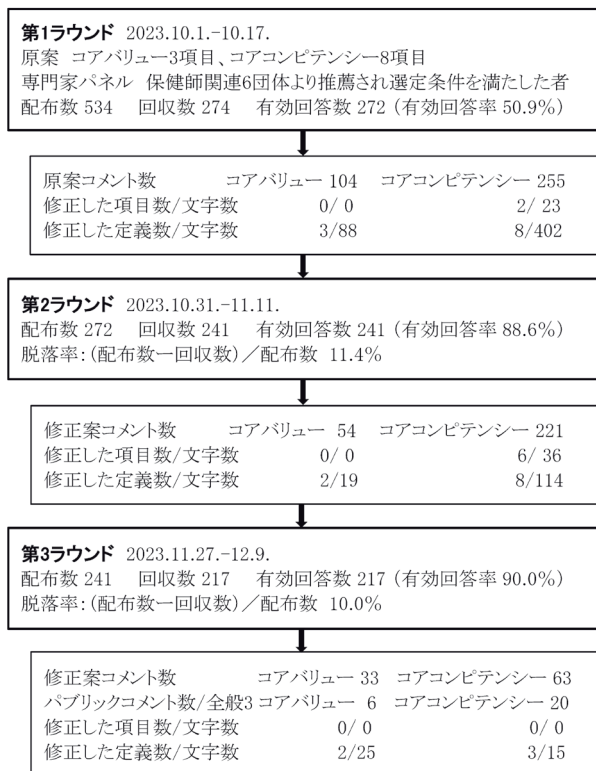 第1ラウンド 2023.10.1.-10.17.
原案 コアバリュー3項目、コアコンピテンシー8項目
専門家パネル 保健師関連6団体より推薦され選定条件を満たした者
配布数 534 回収数 274 有効回答数 272 (有効回答率 50.9%)
原案コメント数 コアバリュー 104 コアコンピテンシー 255
修正した項目数/文字数 0/ 0 2/ 23
修正した定義数/文字数 3/88 8/402
第2ラウンド 2023.10.31.-11.11.
配布数 272 回収数 241 有効回答数 241 (有効回答率 88.6%)
脱落率:(配布数ー回収数)/配布数 11.4%
修正案コメント数 コアバリュー 54 コアコンピテンシー 221
修正した項目数/文字数 0/ 0 6/ 36
修正した定義数/文字数 2/19 8/114
第3ラウンド 2023.11.27.-12.9.
配布数 241 回収数 217 有効回答数 217 (有効回答率 90.0%)
脱落率:(配布数ー回収数)/配布数 10.0%
修正案コメント数 コアバリュー 33 コアコンピテンシー 63
パブリックコメント数/全般3 コアバリュー 6 コアコンピテンシー 20
修正した項目数/文字数 0/ 0 0/ 0
修正した定義数/文字数 2/25 3/15